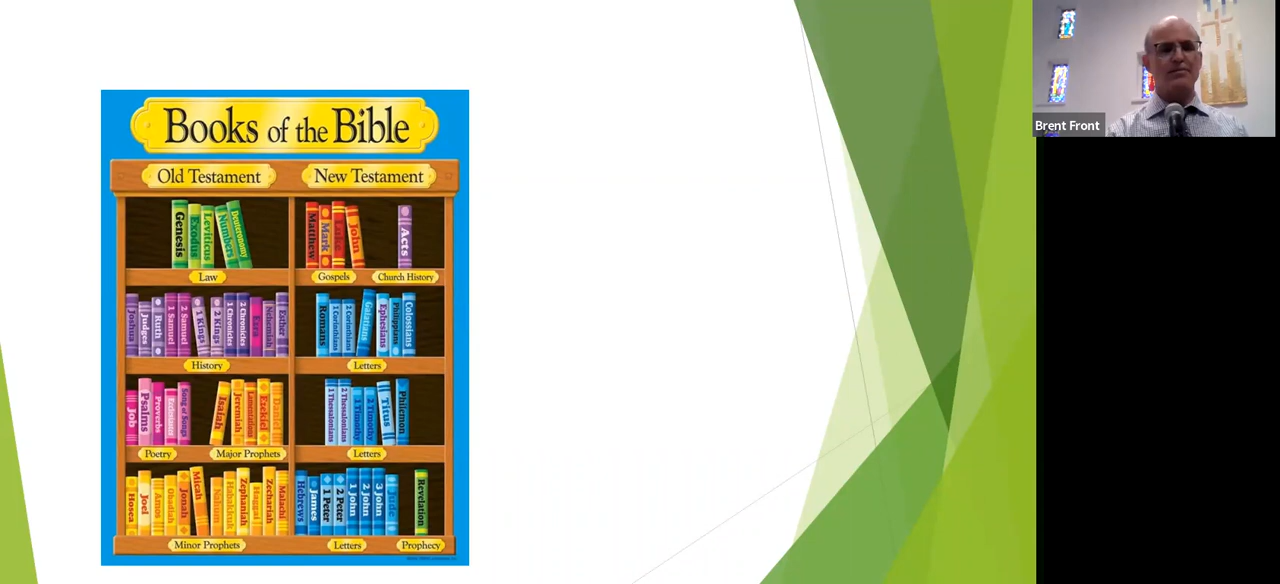 Books of the Bible
Old Testament
New Testament
Genesis
Exodus
Leviticus
Numbers
Deuteronomy
Matthew
Mark
Luke
John
Acts
Law
Gospels
Church History
Joshua
Judges
Ruth
1 Samuel
2 Samuel
1 Kings
2 Kings
1 Chronicles
2 Chronicles
Ezra
Nehemiah
Esther
Romans
1 Corinthians
2 Corinthians
Galatians
Ephesians
Philippians
Colossians
History
Letters
Job
Psalms
Proverbs
Ecclesiastes
Song of Songs
Isaiah
Jeremiah
Lamentations
Ezekiel
Daniel
1 Thessalonians
2 Thessalonians
1 Timothy
2 Timothy
Titus
Philemon
Poetry
Major Prophets
Letters
Hosea
Joel
Amos
Obadiah
Jonah
Micah
Nahum
Habakkuk
Zephaniah
Haggai
Zechariah
Malachi
Hebrews
James
1 Peter
2 Peter
1 John
2 John
3 John
Jude
Revelation
Minor Prophets
Letters
Prophecy
Brent Front